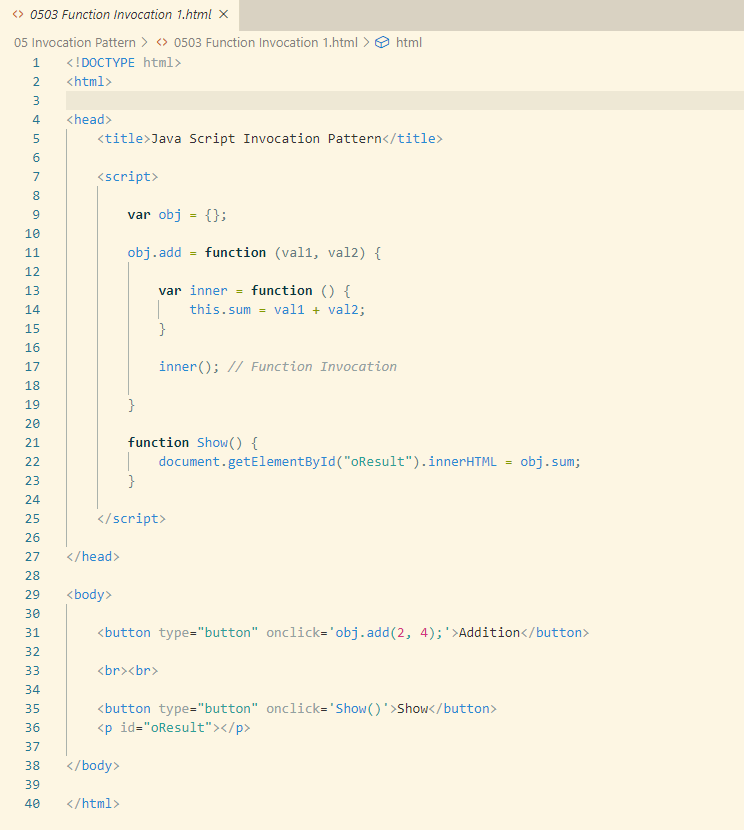 0503 Function Invocation 1.html
05 Invocation Pattern > 0503 Function Invocation 1.html > html
1 <!DOCTYPE html>
2 <html>
3
4 <head>
5     <title>Java Script Invocation Pattern</title>
6
7     <script>
8
9         var obj = {};
10
11         obj.add = function (val1, val2) {
12
13             var inner = function () {
14                 this.sum = val1 + val2;
15             }
16
17             inner(); // Function Invocation
18
19         }
20
21         function Show() {
22             document.getElementById("oResult").innerHTML = obj.sum;
23         }
24
25     </script>
26
27 </head>
28
29 <body>
30
31     <button type="button" onclick='obj.add(2, 4);'>Addition</button>
32
33     <br><br>
34
35     <button type="button" onclick='Show()'>Show</button>
36     <p id="oResult"></p>
37
38 </body>
39
40 </html>